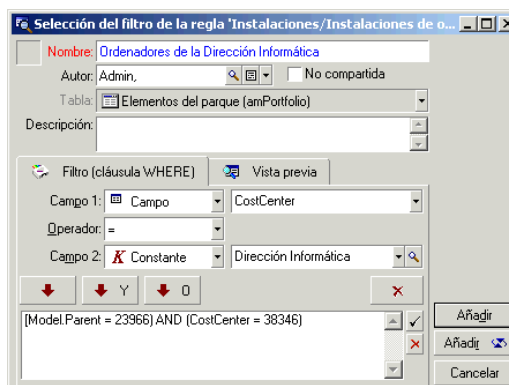 Selección del filtro de la regla 'Instalaciones/Instalaciones de o...
Nombre: Ordenadores de la Dirección Informática
Autor: Admin, No compartida
Tabla: Elementos del parque (amPortfolio)
Descripción:
Filtro (cláusula WHERE) Vista previa
Campo 1: Campo CostCenter
Operador: =
Campo 2: K Constante Dirección Informática
Y O
[Model.Parent = 23966) AND (CostCenter = 38346)
Añadir
Añadir
Cancelar